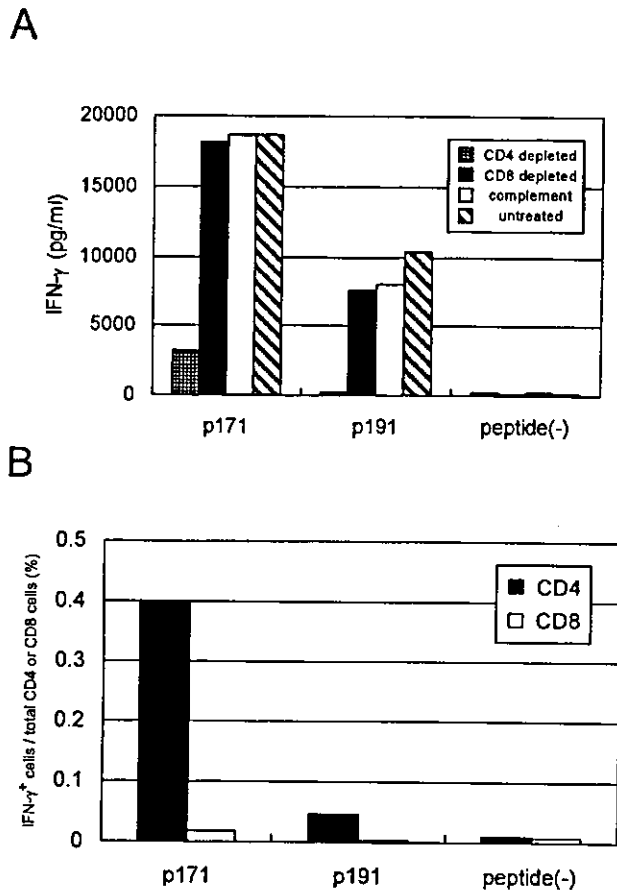 A
IFN-γ (pg/ml)
20000
15000
10000
5000
0
CD4 depleted
CD8 depleted
complement
untreated
p171 p191 peptide(-)
B
IFN-γ⁺ cells / total CD4 or CD8 cells (%)
0.5
0.4
0.3
0.2
0.1
0
CD4
CD8
p171 p191 peptide(-)